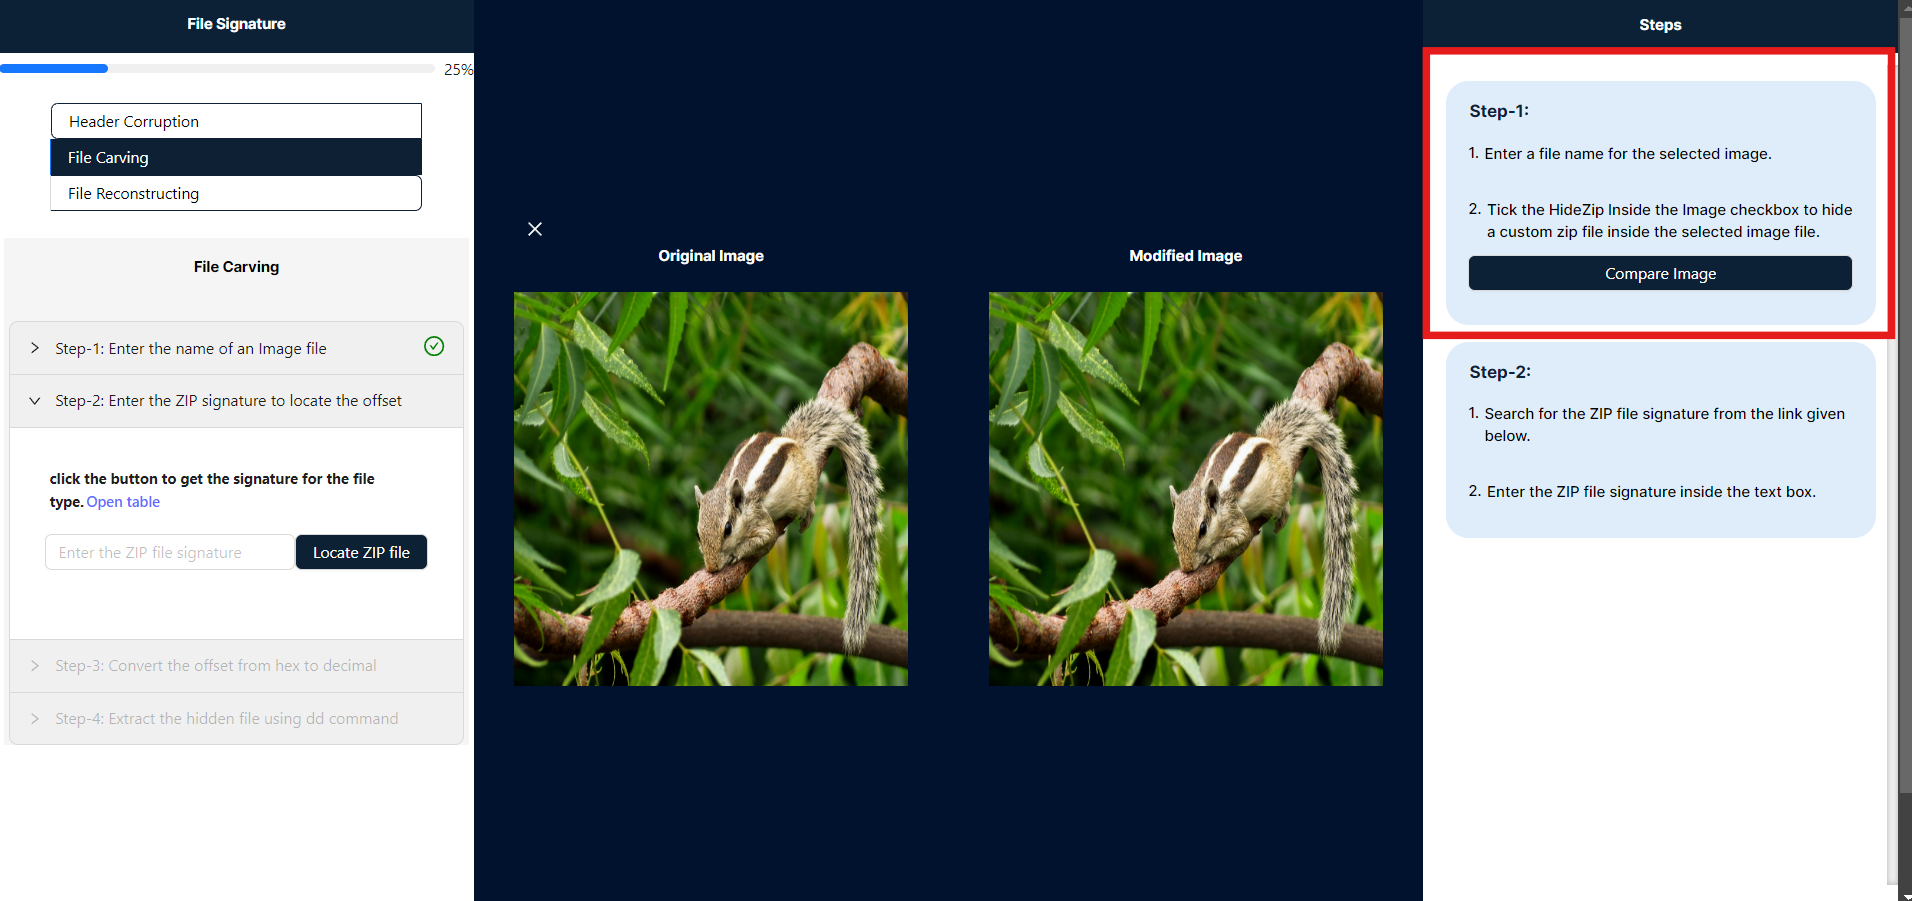 File Signature
25%
Header Corruption
File Carving
File Reconstructing
File Carving
Step-1: Enter the name of an Image file
Step-2: Enter the ZIP signature to locate the offset
click the button to get the signature for the file
type. Open table
Enter the ZIP file signature
Locate ZIP file
Step-3: Convert the offset from hex to decimal
Step-4: Extract the hidden file using dd command
Original Image
Modified Image
Steps
Step-1:
1. Enter a file name for the selected image.
2. Tick the HideZip Inside the Image checkbox to hide
a custom zip file inside the selected image file.
Compare Image
Step-2:
1. Search for the ZIP file signature from the link given
below.
2. Enter the ZIP file signature inside the text box.